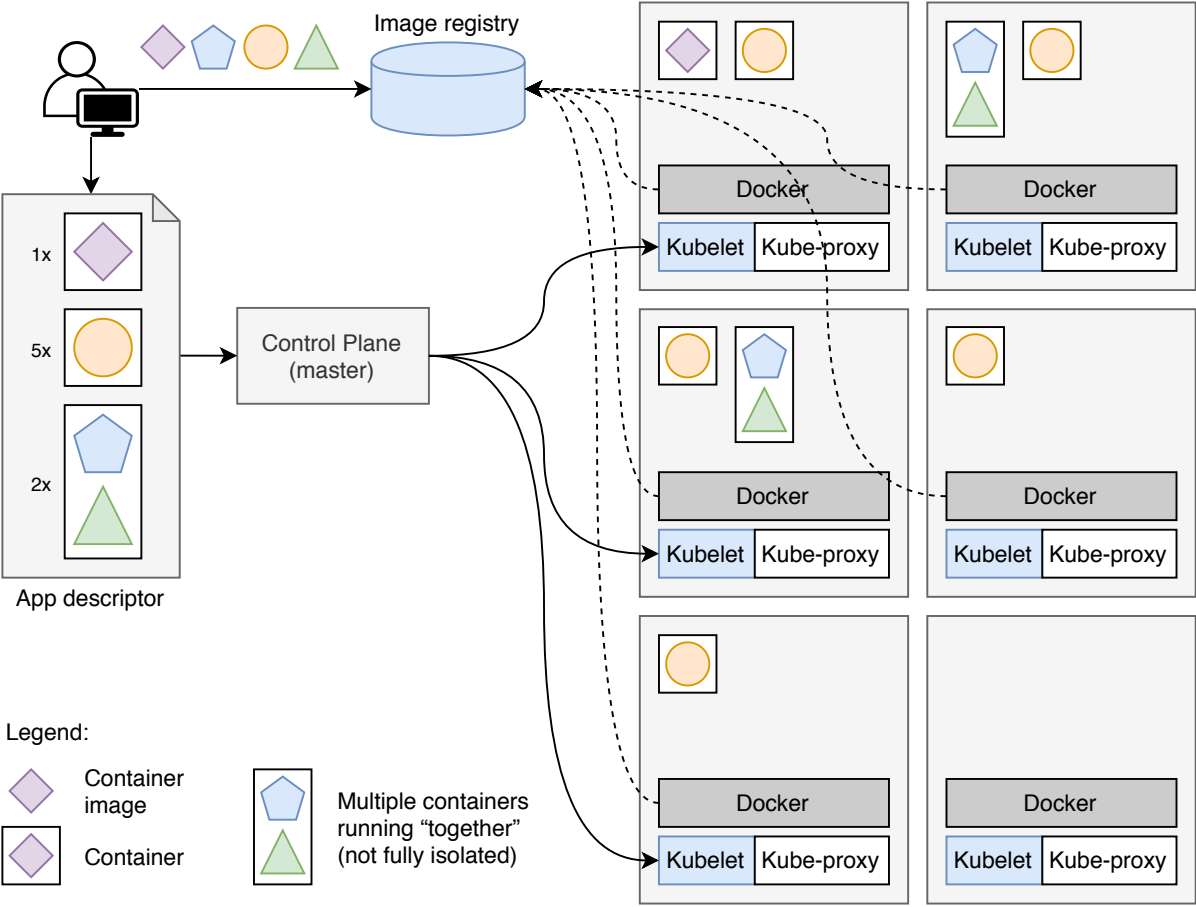 Image registry
1x
5x
2x
App descriptor
Control Plane
(master)
Docker
Kubelet
Kube-proxy
Docker
Kubelet
Kube-proxy
Docker
Kubelet
Kube-proxy
Docker
Kubelet
Kube-proxy
Docker
Kubelet
Kube-proxy
Docker
Kubelet
Kube-proxy
Legend:
Container
image
Container
Multiple containers
running “together”
(not fully isolated)